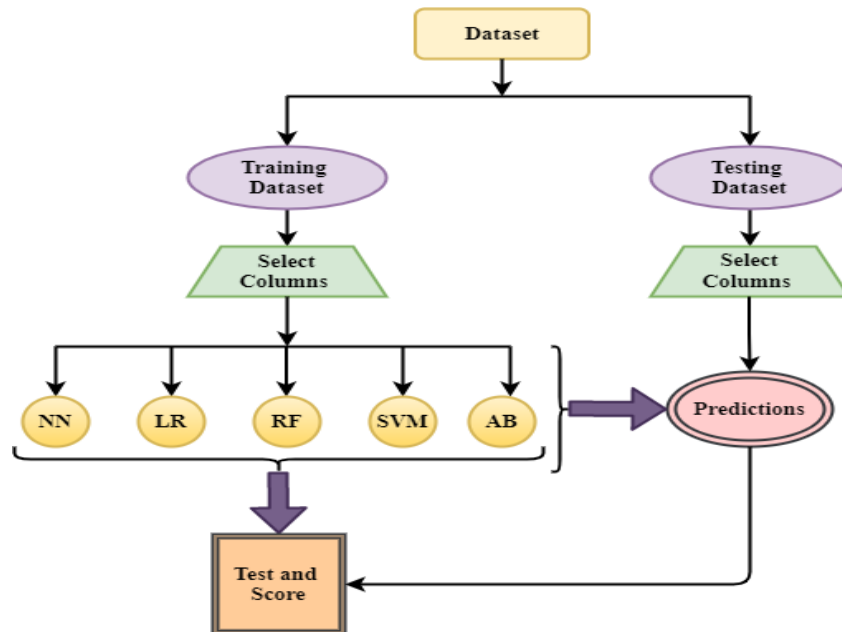 Dataset
Training
Dataset
Testing
Dataset
Select
Columns
Select
Columns
NN
LR
RF
SVM
AB
Predictions
Test and
Score